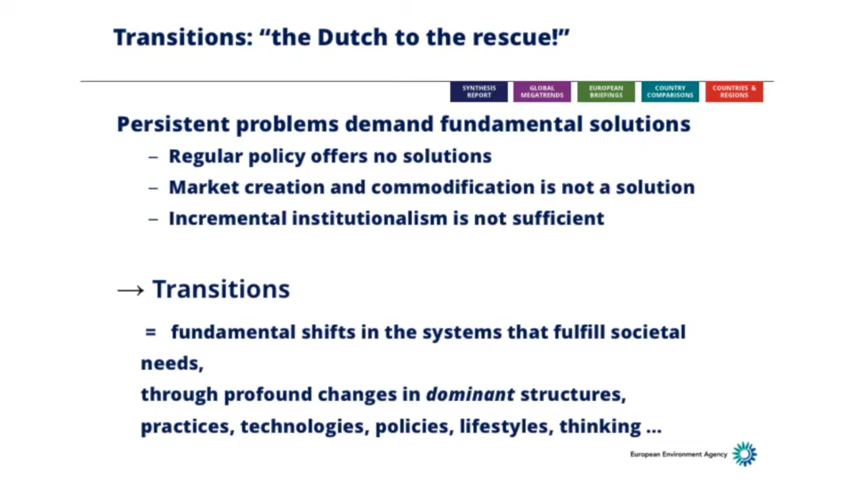 Transitions: “the Dutch to the rescue!”
SYNTHESIS REPORT
GLOBAL MEGATRENDS
EUROPEAN BRIEFINGS
COUNTRY COMPARISONS
COUNTRIES & REGIONS
Persistent problems demand fundamental solutions
– Regular policy offers no solutions
– Market creation and commodification is not a solution
– Incremental institutionalism is not sufficient
→ Transitions
= fundamental shifts in the systems that fulfill societal
needs,
through profound changes in dominant structures,
practices, technologies, policies, lifestyles, thinking ...
European Environment Agency